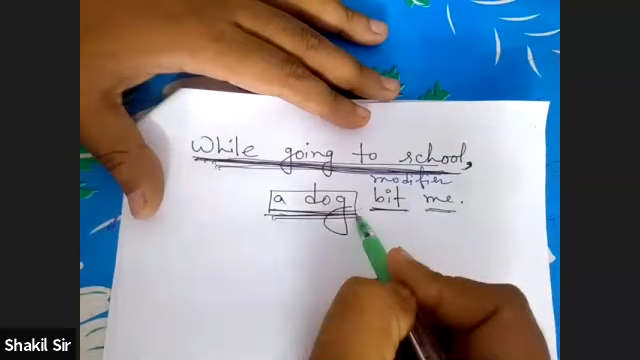 While going to school,
modifier
a dog bit me.
Shakil Sir